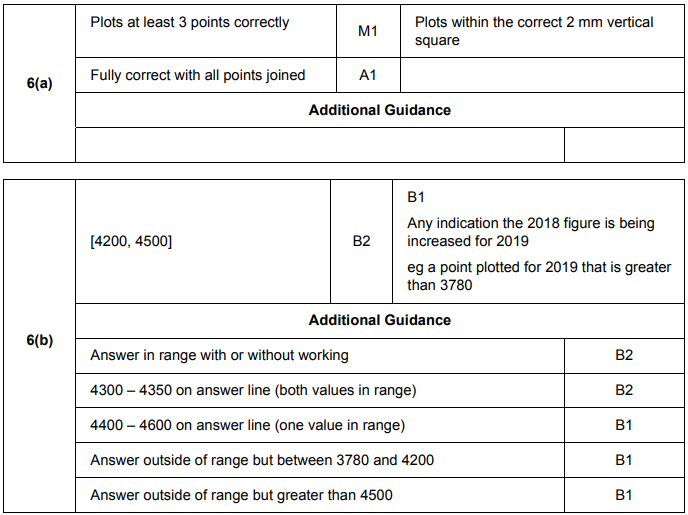 6(a)
Plots at least 3 points correctly
M1
Plots within the correct 2 mm vertical
square
Fully correct with all points joined
A1
Additional Guidance
6(b)
[4200, 4500]
B2
B1
Any indication the 2018 figure is being
increased for 2019
eg a point plotted for 2019 that is greater
than 3780
Additional Guidance
Answer in range with or without working
B2
4300 – 4350 on answer line (both values in range)
B2
4400 – 4600 on answer line (one value in range)
B1
Answer outside of range but between 3780 and 4200
B1
Answer outside of range but greater than 4500
B1